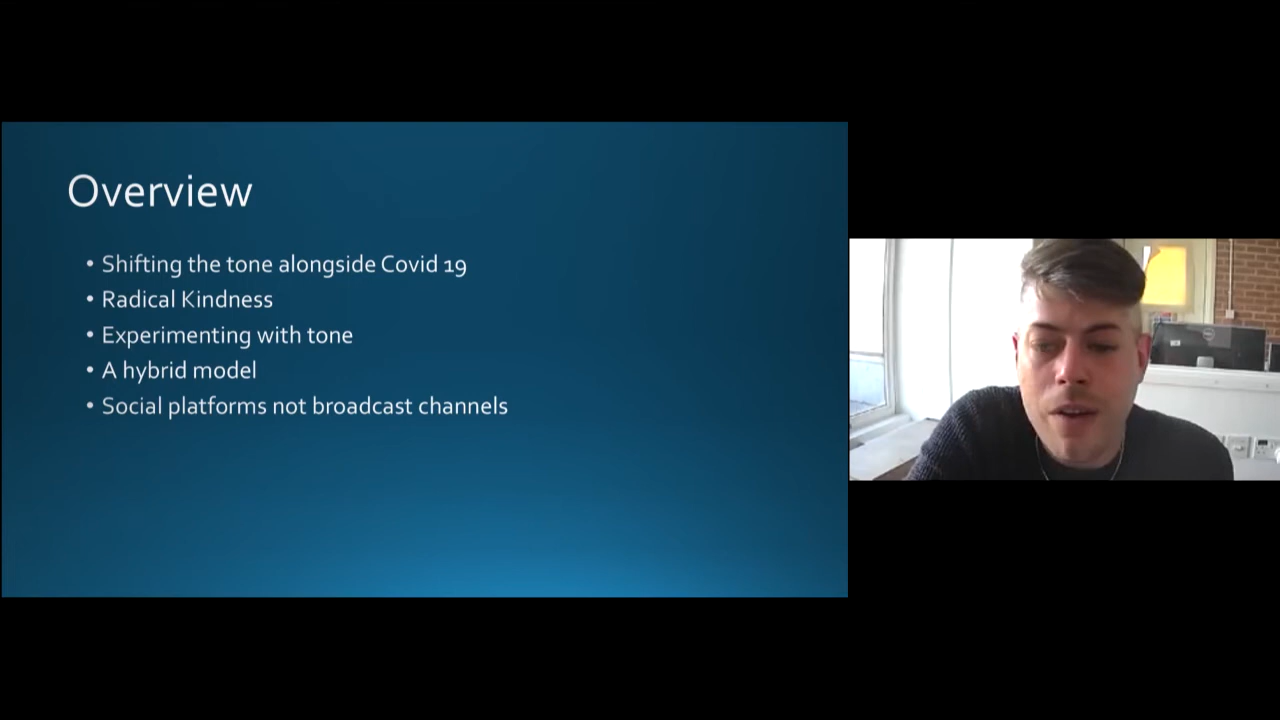 Overview
• Shifting the tone alongside Covid 19
• Radical Kindness
• Experimenting with tone
• A hybrid model
• Social platforms not broadcast channels